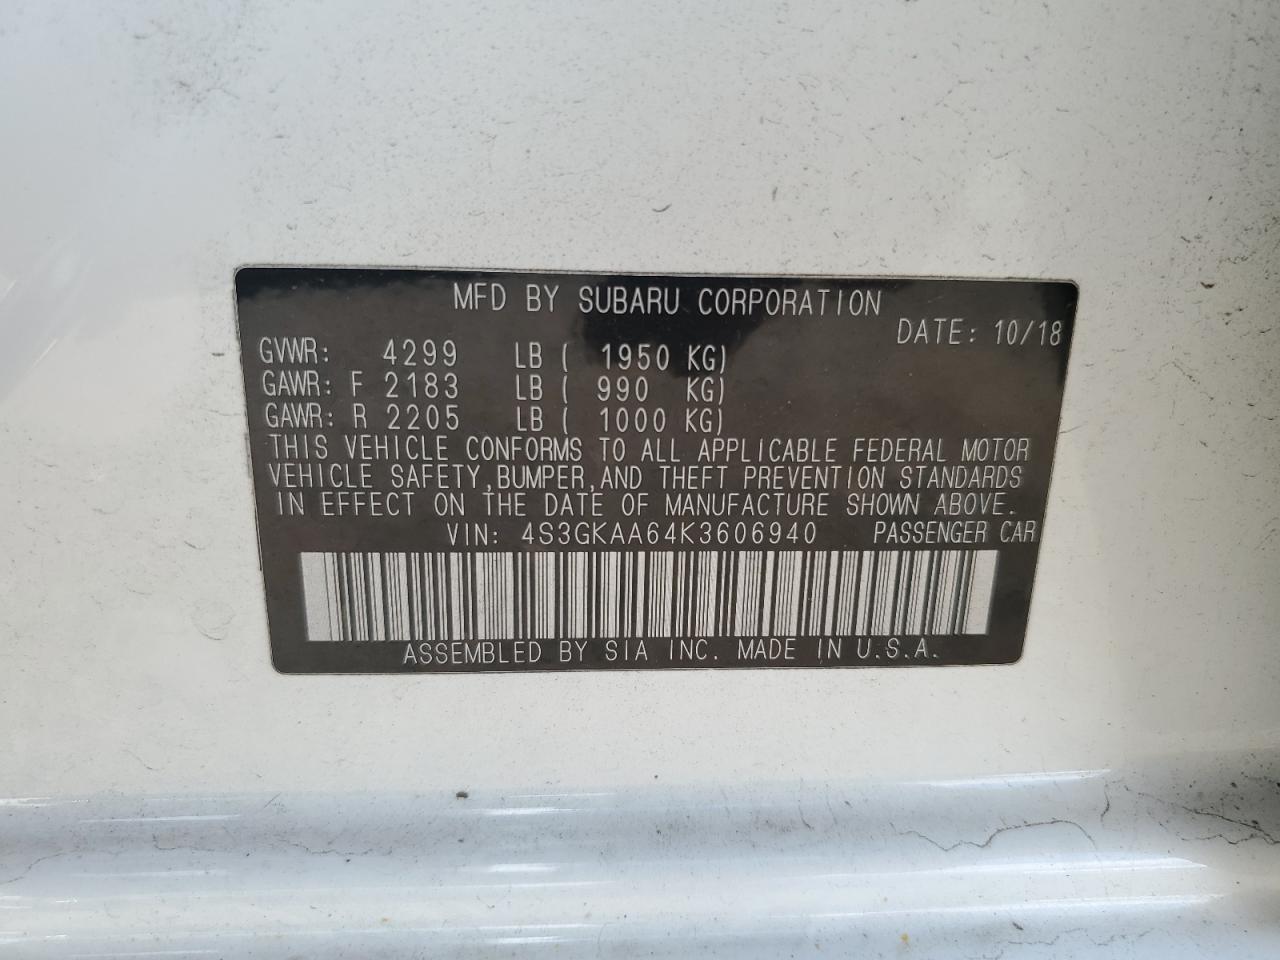 MFD BY SUBARU CORPORATION
DATE: 10/18
GVWR: 4299 LB ( 1950 KG)
GAWR: F 2183 LB ( 990 KG)
GAWR: R 2205 LB ( 1000 KG)
THIS VEHICLE CONFORMS TO ALL APPLICABLE FEDERAL MOTOR
VEHICLE SAFETY,BUMPER,AND THEFT PREVENTION STANDARDS
IN EFFECT ON THE DATE OF MANUFACTURE SHOWN ABOVE.
VIN: 4S3GKAA64K3606940 PASSENGER CAR
ASSEMBLED BY SIA INC. MADE IN U.S.A.